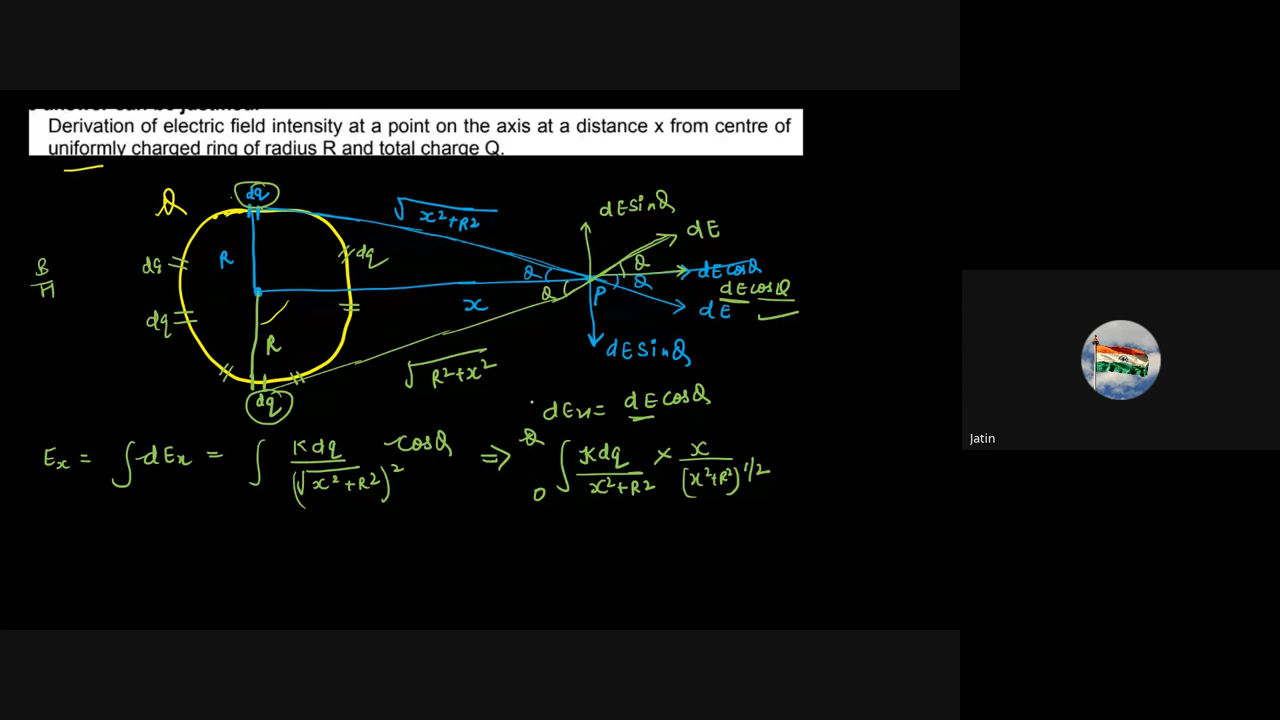 Derivation of electric field intensity at a point on the axis at a distance x from centre of
uniformly charged ring of radius R and total charge Q.
Q
dq
√x²+R²
dE sinθ
dE
dq
dq
R
θ
θ
dE cosθ
θ
B/H
x
θ
P
dE cosθ
dE
dq
R
dE sinθ
√R²+x²
dq
dEx = dE cosθ
Ex = ∫ dEx = ∫ Kdq/(√x²+R²)² cosθ ⇒ ∫₀^Q Kdq/x²+R² × x/(x²+R²)^1/2
Jatin